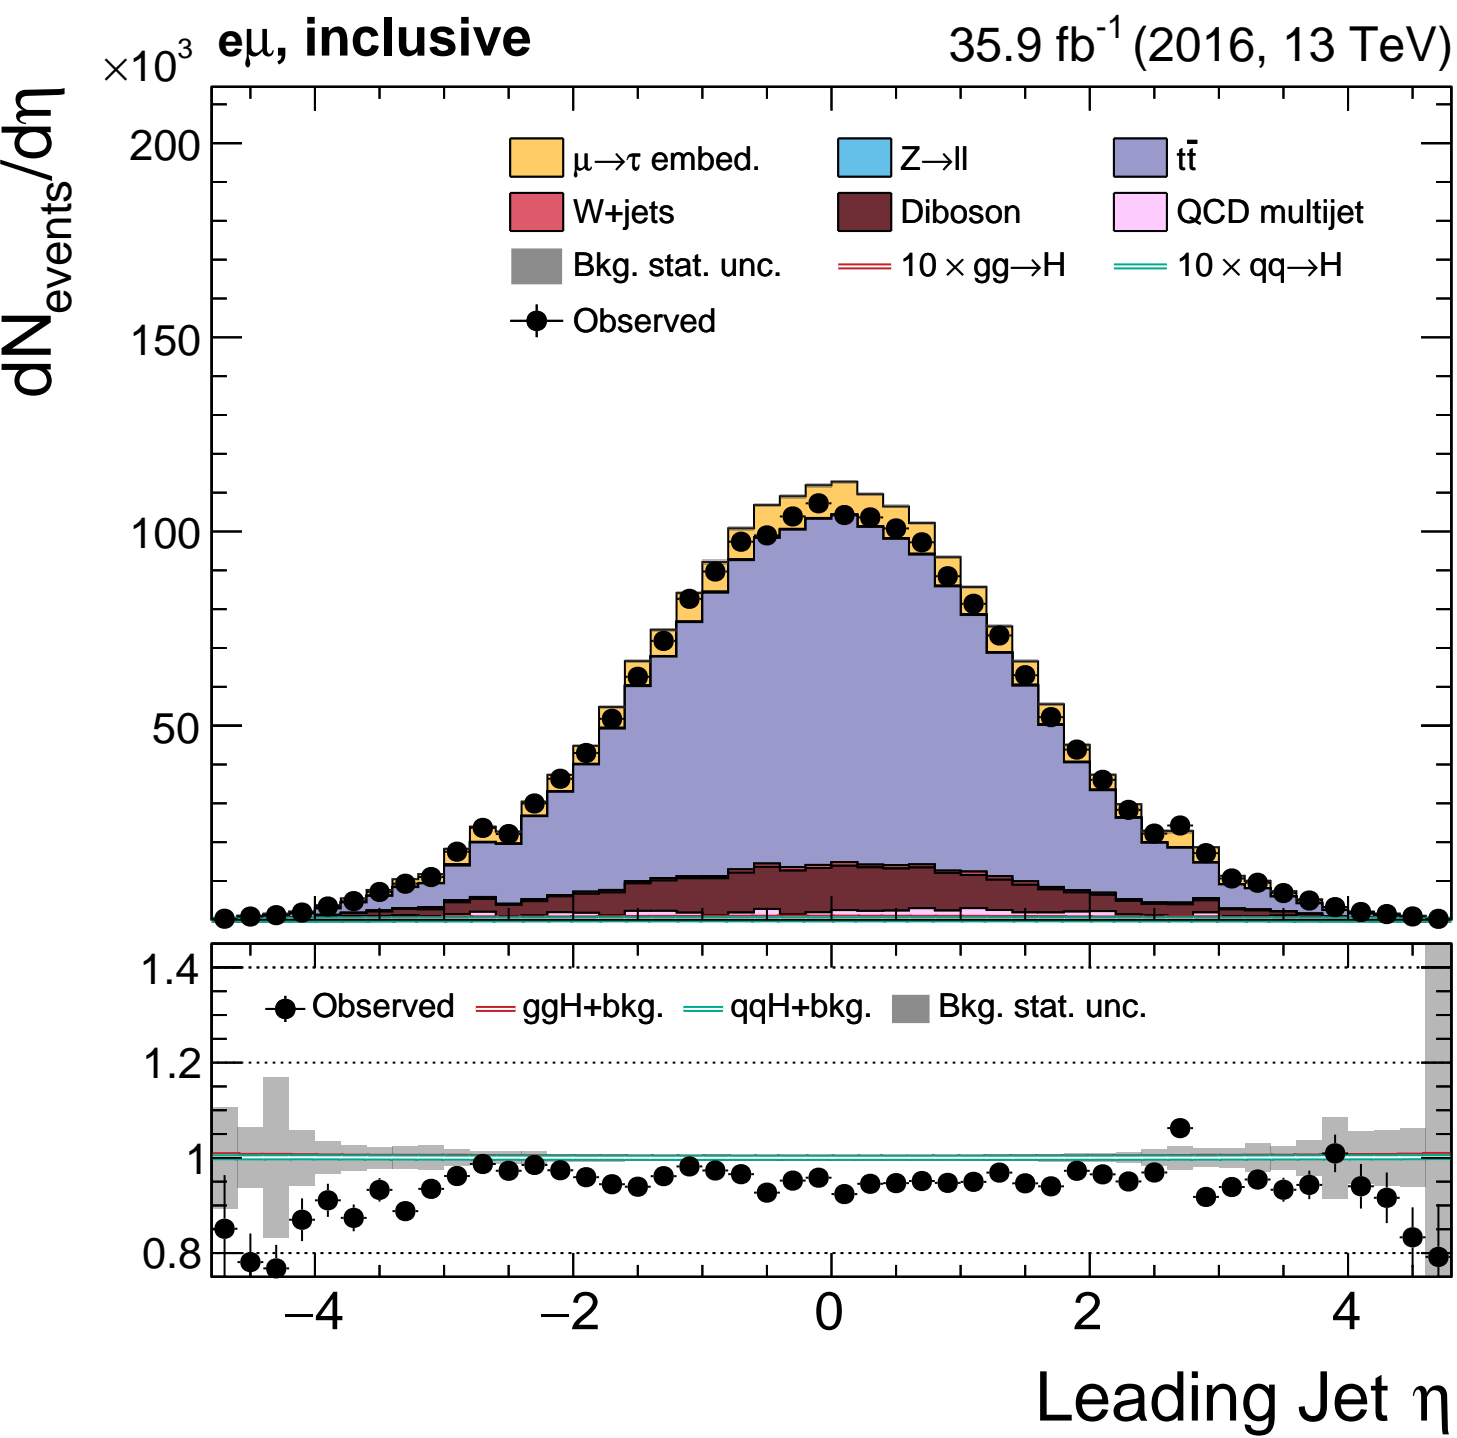 eμ, inclusive 35.9 fb⁻¹ (2016, 13 TeV)
×10³
dN_events/dη
200
150
100
50
μ→τ embed. Z→ll tt̄
W+jets Diboson QCD multijet
Bkg. stat. unc. 10 × gg→H 10 × qq→H
Observed
1.4
1.2
1
0.8
Observed ggH+bkg. qqH+bkg. Bkg. stat. unc.
−4 −2 0 2 4
Leading Jet η